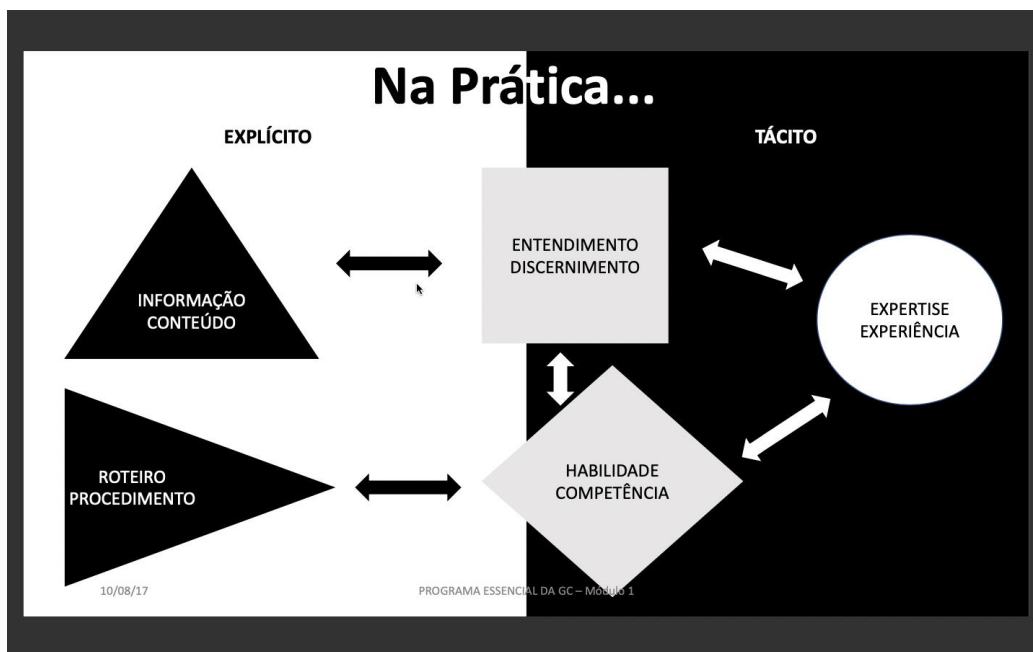 Na Prática...
EXPLÍCITO
TÁCITO
INFORMAÇÃO
CONTEÚDO
ENTENDIMENTO
DISCERNIMENTO
EXPERTISE
EXPERIÊNCIA
ROTEIRO
PROCEDIMENTO
HABILIDADE
COMPETÊNCIA
10/08/17
PROGRAMA ESSENCIAL DA GC – Módulo 1